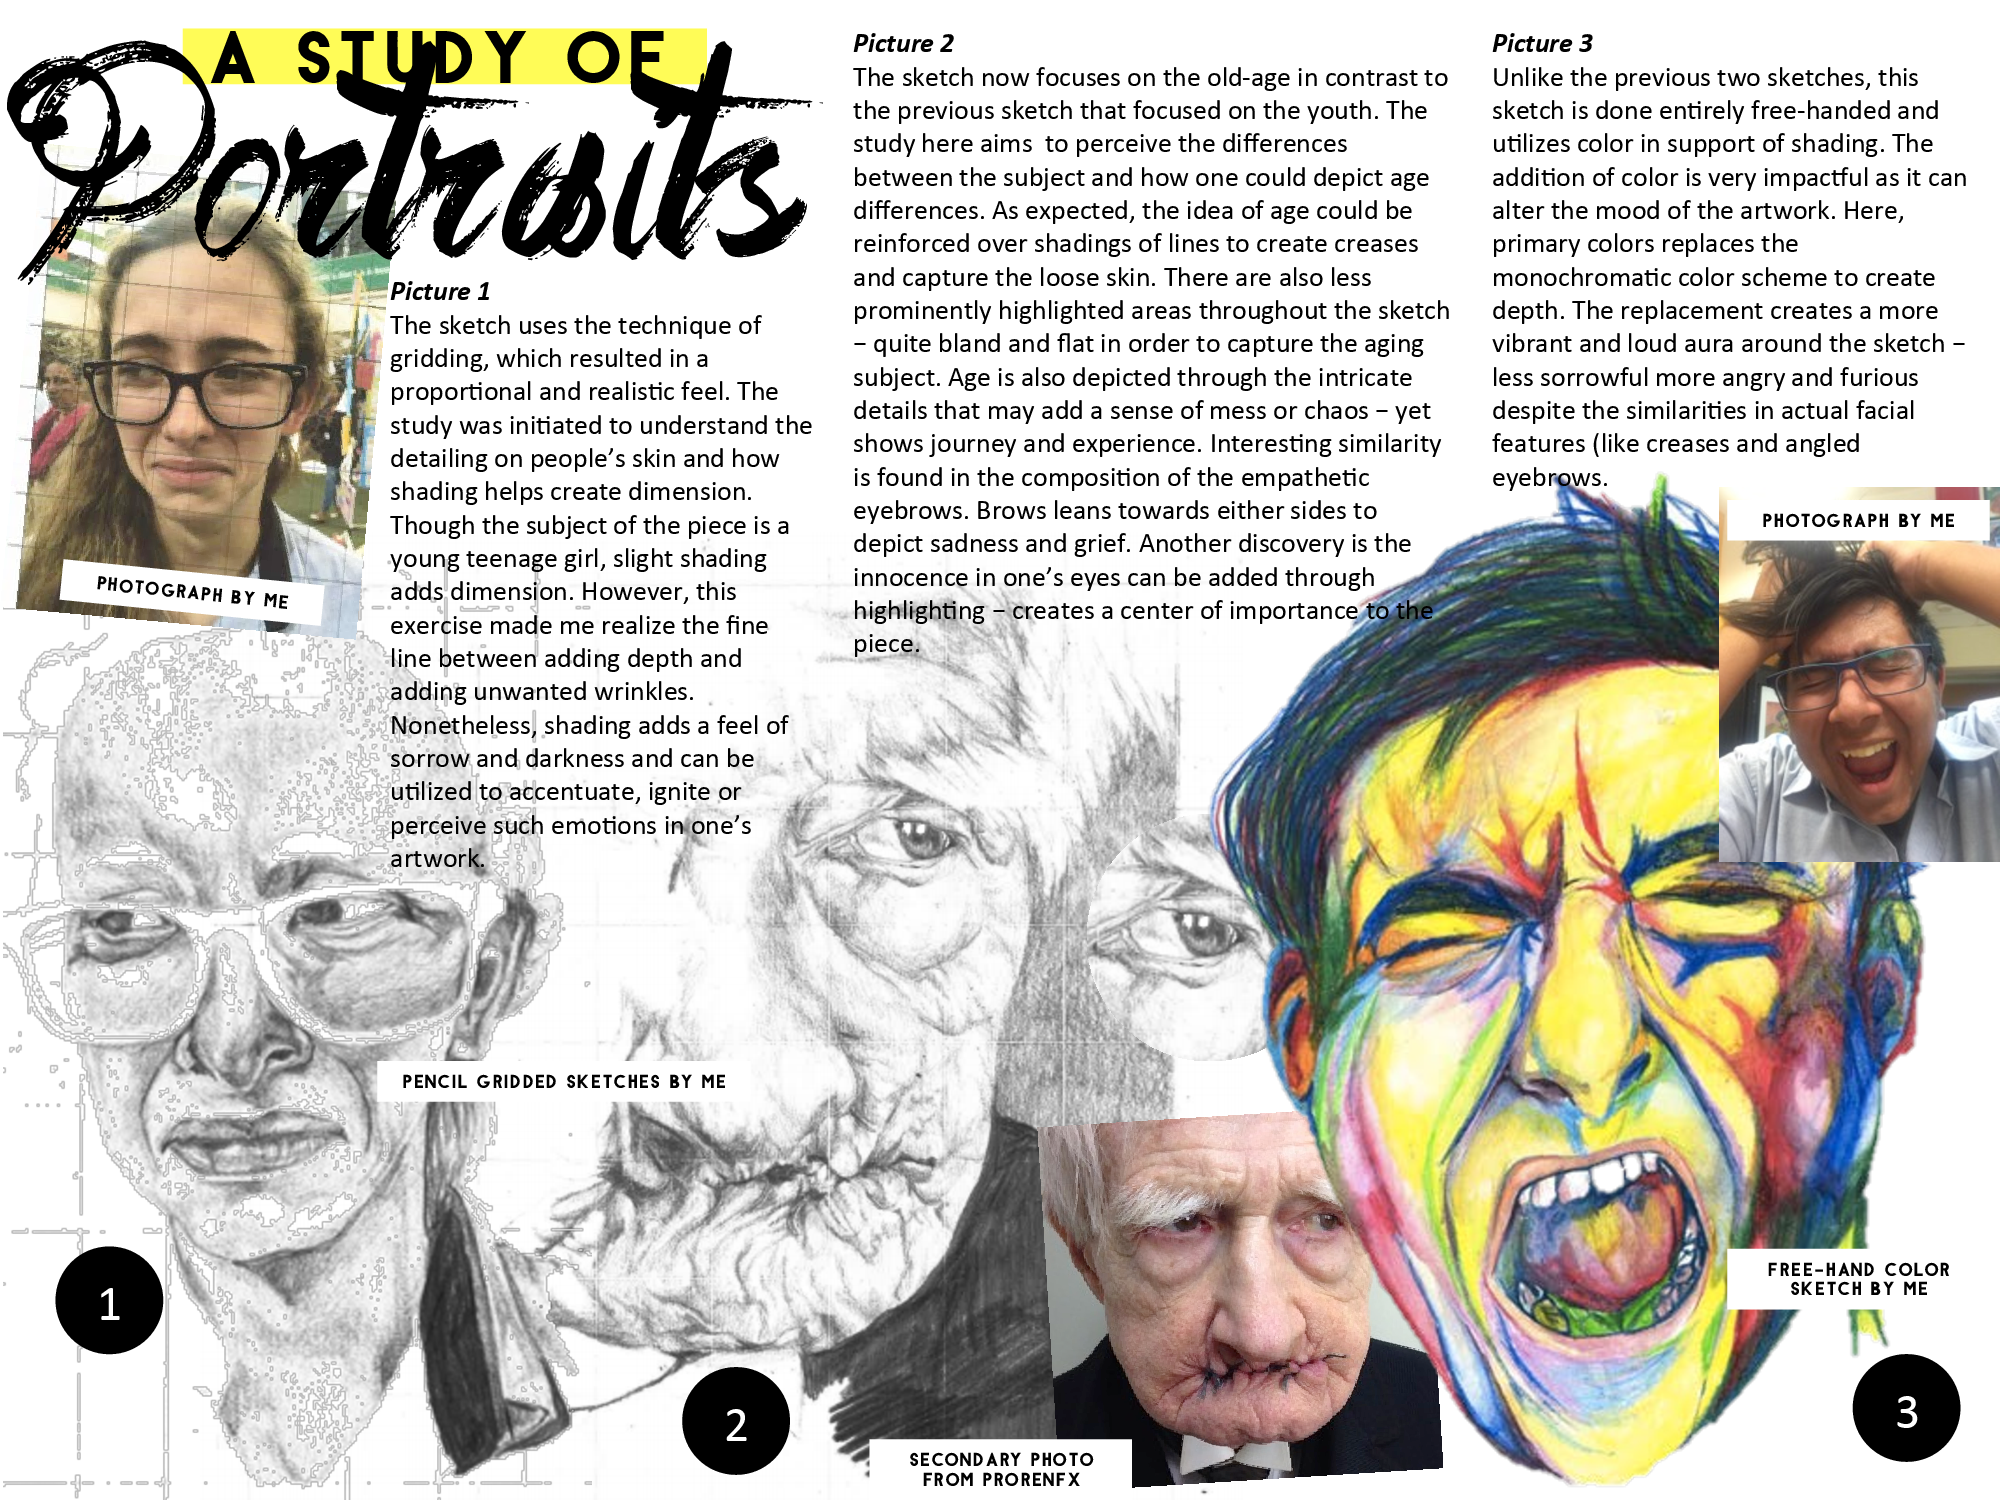 A STUDY OF
Portraits
Picture 1
The sketch uses the technique of
gridding, which resulted in a
proportional and realistic feel. The
study was initiated to understand the
detailing on people's skin and how
shading helps create dimension.
Though the subject of the piece is a
young teenage girl, slight shading
adds dimension. However, this
exercise made me realize the fine
line between adding depth and
adding unwanted wrinkles.
Nonetheless, shading adds a feel of
sorrow and darkness and can be
utilized to accentuate, ignite or
perceive such emotions in one's
artwork.
PHOTOGRAPH BY ME
Picture 2
The sketch now focuses on the old-age in contrast to
the previous sketch that focused on the youth. The
study here aims  to perceive the differences
between the subject and how one could depict age
differences. As expected, the idea of age could be
reinforced over shadings of lines to create creases
and capture the loose skin. There are also less
prominently highlighted areas throughout the sketch
– quite bland and flat in order to capture the aging
subject. Age is also depicted through the intricate
details that may add a sense of mess or chaos – yet
shows journey and experience. Interesting similarity
is found in the composition of the empathetic
eyebrows. Brows leans towards either sides to
depict sadness and grief. Another discovery is the
innocence in one's eyes can be added through
highlighting – creates a center of importance to the
piece.
Picture 3
Unlike the previous two sketches, this
sketch is done entirely free-handed and
utilizes color in support of shading. The
addition of color is very impactful as it can
alter the mood of the artwork. Here,
primary colors replaces the
monochromatic color scheme to create
depth. The replacement creates a more
vibrant and loud aura around the sketch –
less sorrowful more angry and furious
despite the similarities in actual facial
features (like creases and angled
eyebrows.
PHOTOGRAPH BY ME
PENCIL GRIDDED SKETCHES BY ME
FREE-HAND COLOR
SKETCH BY ME
1
2
3
SECONDARY PHOTO
FROM PRORENFX